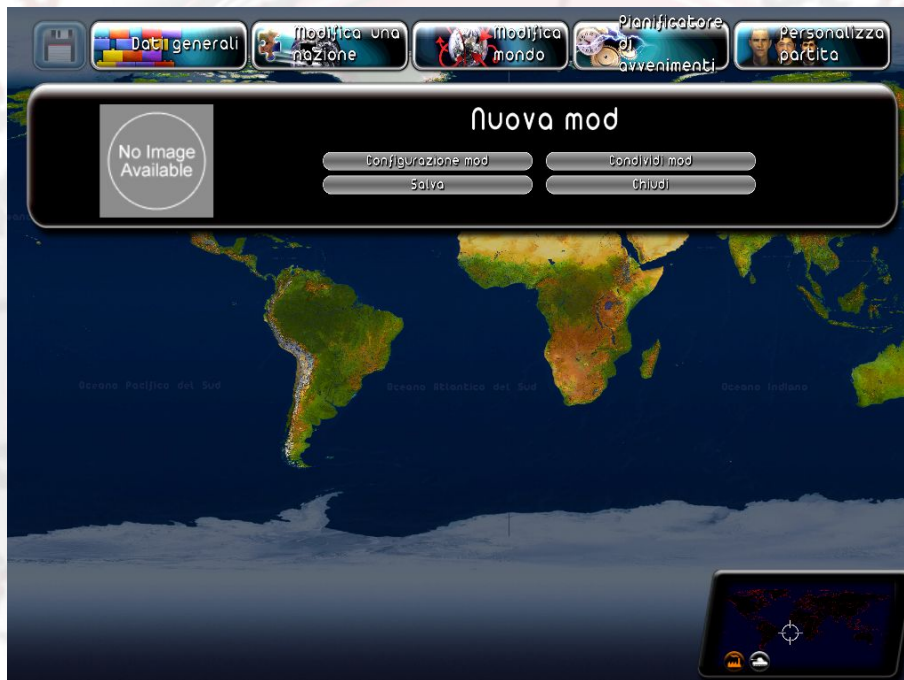 Dati generali
Modifica una
nazione
Modifica
mondo
Pianificatore
di
avvenimenti
Personalizza
partita
No Image
Available
Nuova mod
Configurazione mod
Condividi mod
Salva
Chiudi
Oceano Pacifico del Sud
Oceano Atlantico del Sud
Oceano Indiano